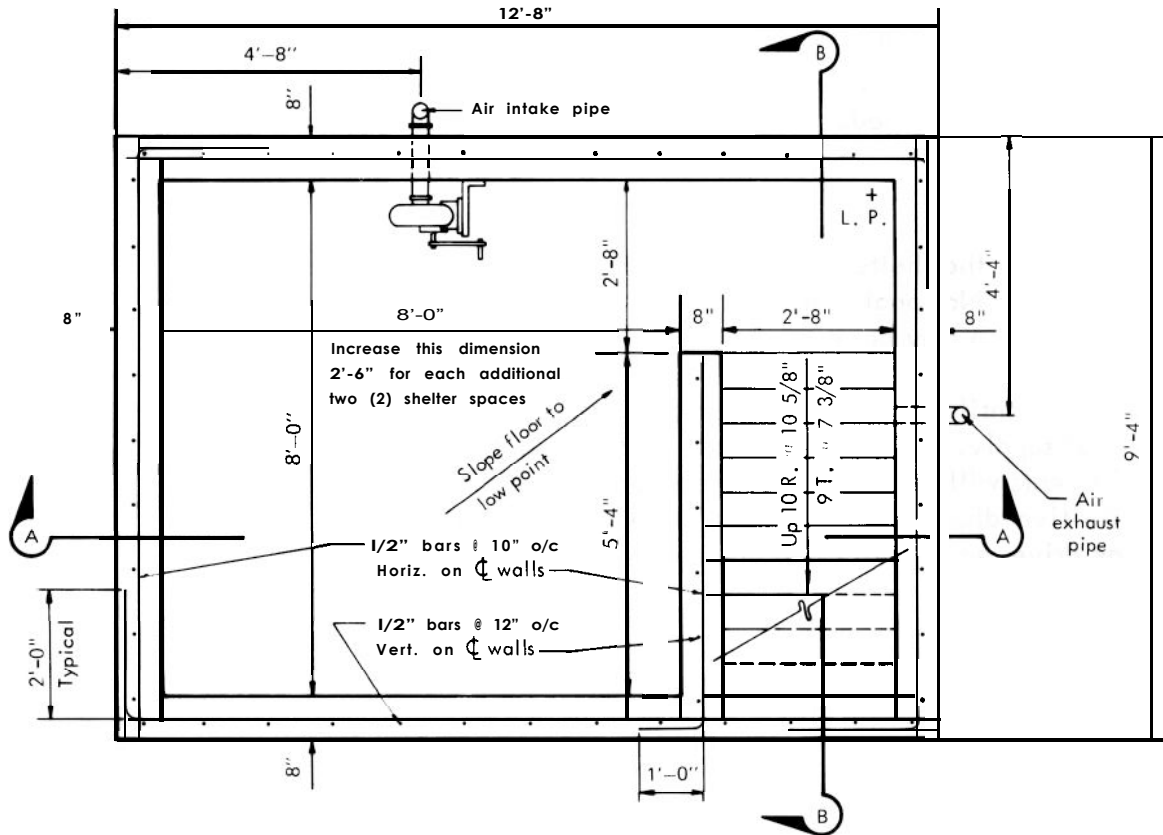 12'-8"
4'-8"
B
8"
Air intake pipe
+
L. P.
2'-8"
4'-4"
8"
8'-0"
8"
2'-8"
8"
Increase this dimension
2'-6" for each additional
two (2) shelter spaces
Slope floor to
low point
8'-0"
5'-4"
Up 10 R. " 10 5/8"
9 T. " 7 3/8"
9'-4"
A
A
Air
exhaust
pipe
1/2" bars @ 10" o/c
Horiz. on ℄ walls
1/2" bars @ 12" o/c
Vert. on ℄ walls
2'-0"
Typical
8"
1'-0"
B